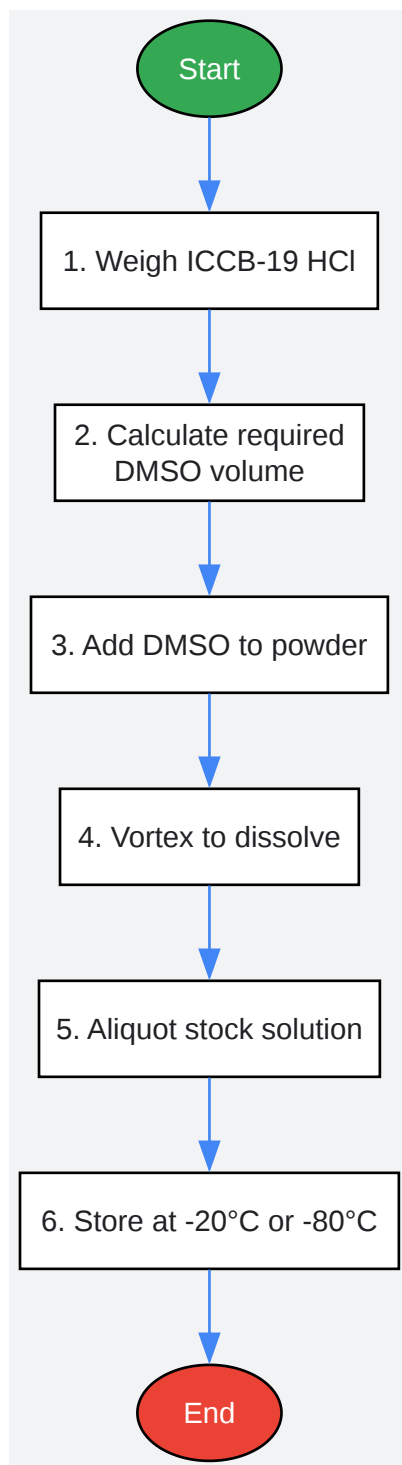 Start
1. Weigh ICCB-19 HCl
2. Calculate required
DMSO volume
3. Add DMSO to powder
4. Vortex to dissolve
5. Aliquot stock solution
6. Store at -20°C or -80°C
End